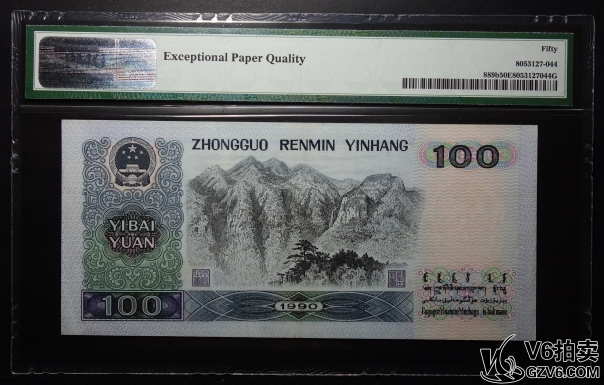 Exceptional Paper Quality
Fifty
8053127-044
889b50E8053127044G
ZHONGGUO RENMIN YINHANG
100
YIBAI
YUAN
100
1990
V6拍卖
GZV6.COM